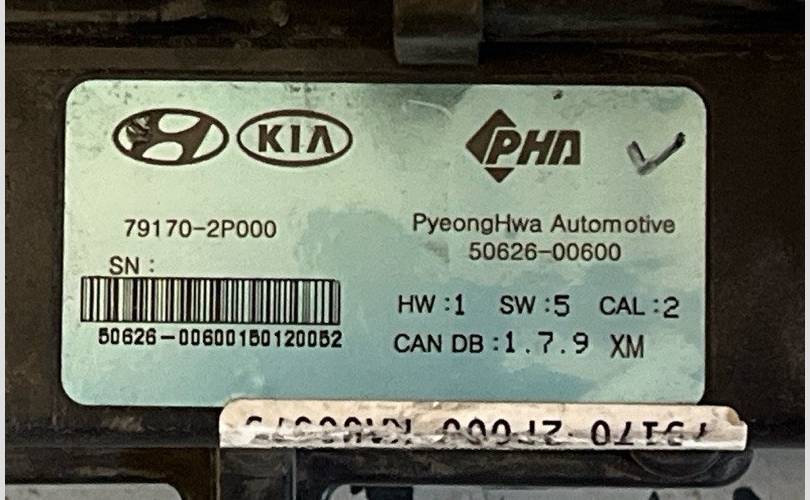 KIA
PHA
79170-2P000
PyeongHwa Automotive
50626-00600
SN :
50626-00600150120052
HW :1 SW :5 CAL :2
CAN DB :1.7.9 XM